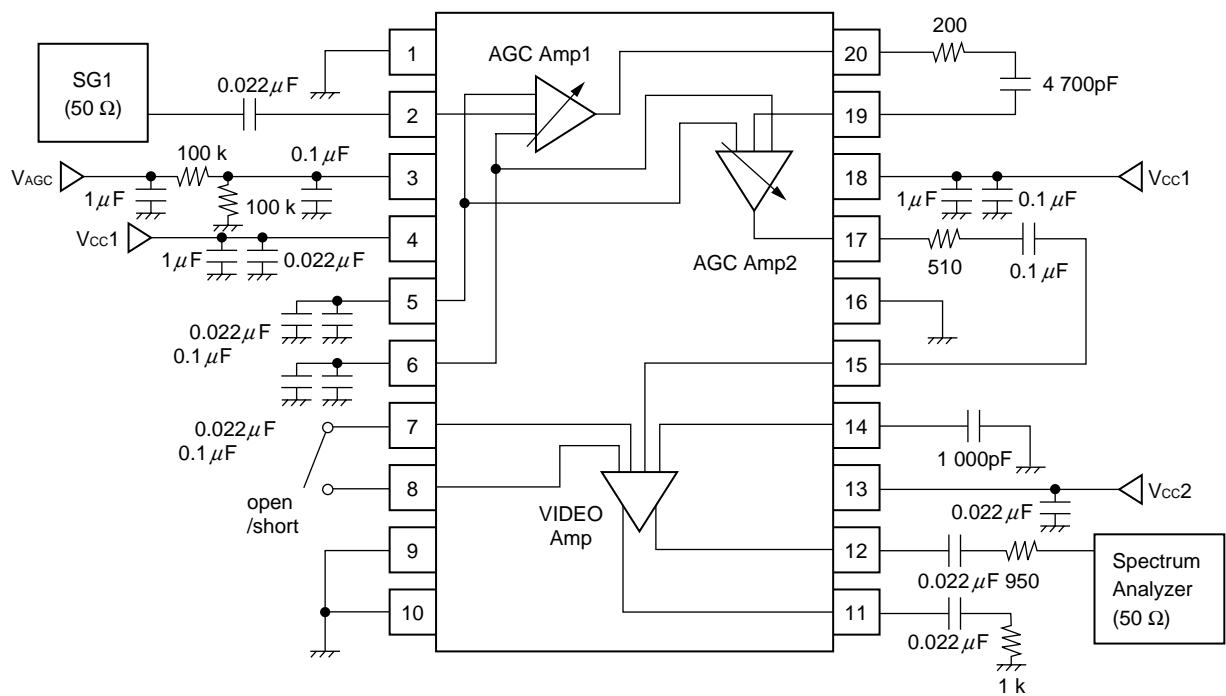 SG1
(50 Ω)
0.022µF
VAGC
100 k
0.1µF
1µF
100 k
VCC1
1µF
0.022µF
0.022µF
0.1µF
0.022µF
0.1µF
open
/short
1
2
3
4
5
6
7
8
9
10
AGC Amp1
AGC Amp2
VIDEO
Amp
20
19
18
17
16
15
14
13
12
11
200
4 700pF
VCC1
1µF
0.1µF
510
0.1µF
1 000pF
VCC2
0.022µF
0.022µF 950
Spectrum
Analyzer
(50 Ω)
0.022µF
1 k